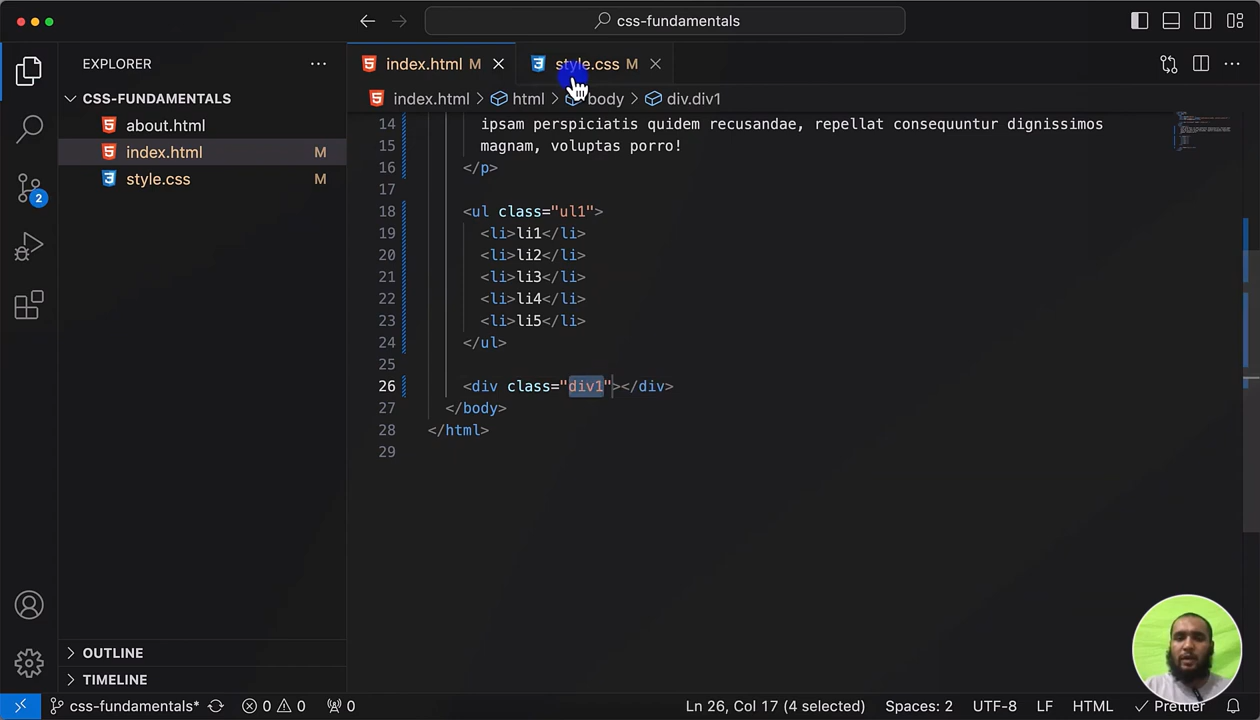 css-fundamentals
EXPLORER
index.html M
style.css M
CSS-FUNDAMENTALS
index.html > html > body > div.div1
about.html
index.html M
style.css M
2
14 ipsam perspiciatis quidem recusandae, repellat consequuntur dignissimos
15 magnam, voluptas porro!
16 </p>
17
18 <ul class="ul1">
19 <li>li1</li>
20 <li>li2</li>
21 <li>li3</li>
22 <li>li4</li>
23 <li>li5</li>
24 </ul>
25
26 <div class="div1"></div>
27 </body>
28 </html>
29
OUTLINE
TIMELINE
css-fundamentals* 0 0 0 Ln 26, Col 17 (4 selected) Spaces: 2 UTF-8 LF HTML Prettier